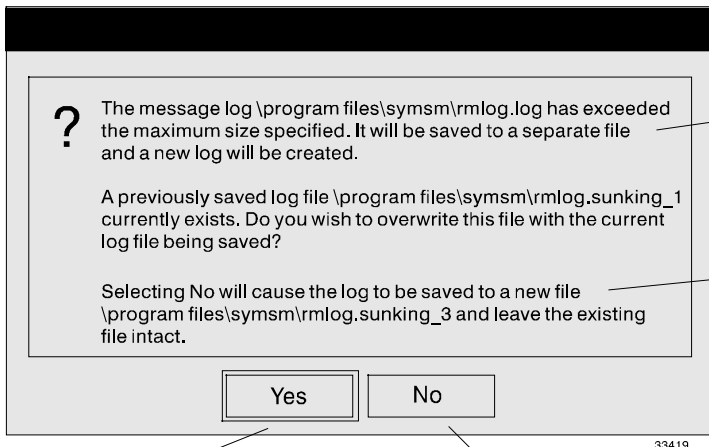 ?
The message log \program files\symsm\rmlog.log has exceeded
the maximum size specified. It will be saved to a separate file
and a new log will be created.
A previously saved log file \program files\symsm\rmlog.sunking_1
currently exists. Do you wish to overwrite this file with the current
log file being saved?
Selecting No will cause the log to be saved to a new file
\program files\symsm\rmlog.sunking_3 and leave the existing
file intact.
Yes
No
33419